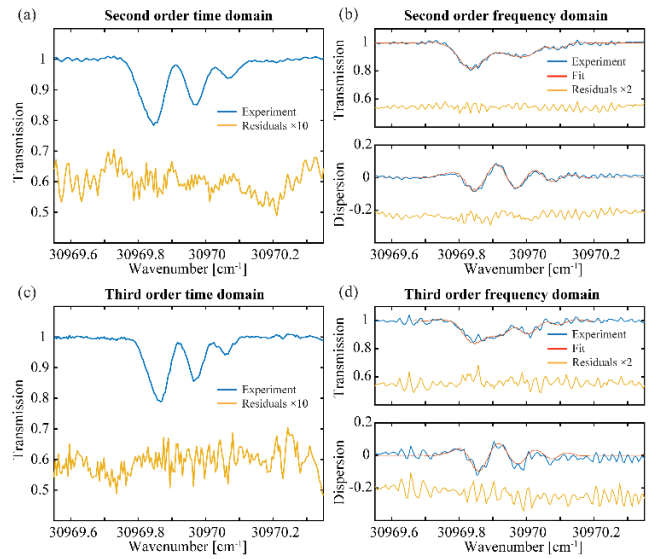 (a) Second order time domain
1
0.9
0.8
0.7
0.6
0.5
Transmission
Experiment
Residuals ×10
30969.6 30969.8 30970 30970.2
Wavenumber [cm-1]
(b) Second order frequency domain
1
0.8
0.6
Transmission
Experiment
Fit
Residuals ×2
0.2
0
-0.2
Dispersion
30969.6 30969.8 30970 30970.2
Wavenumber [cm-1]
(c) Third order time domain
1
0.9
0.8
0.7
0.6
0.5
Transmission
Experiment
Residuals ×10
30969.6 30969.8 30970 30970.2
Wavenumber [cm-1]
(d) Third order frequency domain
1
0.8
0.6
0.4
Transmission
Experiment
Fit
Residuals ×2
0.2
0
-0.2
Dispersion
30969.6 30969.8 30970 30970.2
Wavenumber [cm-1]